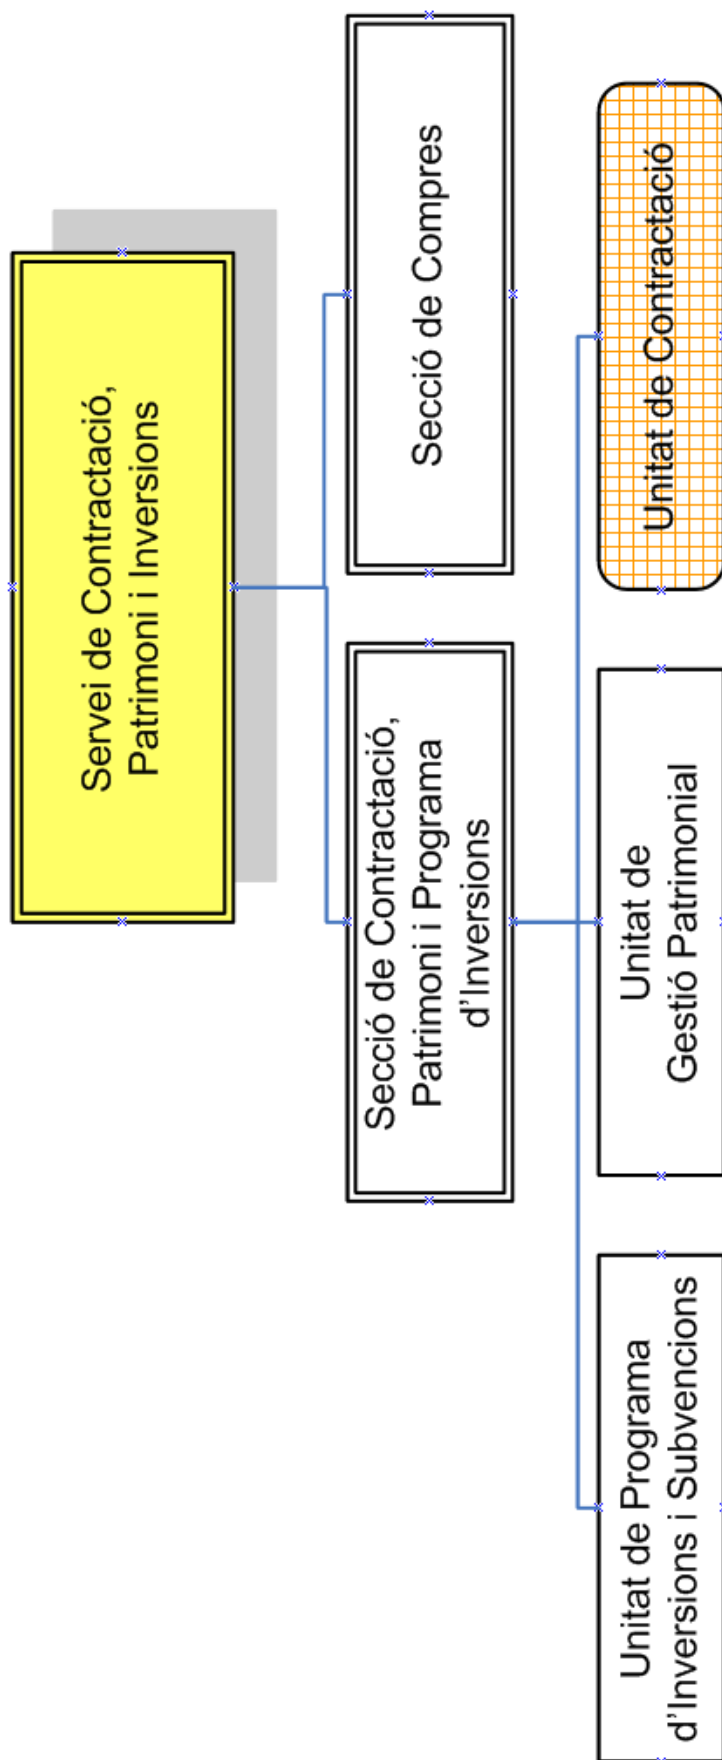 Servei de Contractació,
Patrimoni i Inversions
Secció de Contractació,
Patrimoni i Programa
d'Inversions
Secció de Compres
Unitat de Programa
d'Inversions i Subvencions
Unitat de
Gestió Patrimonial
Unitat de Contractació